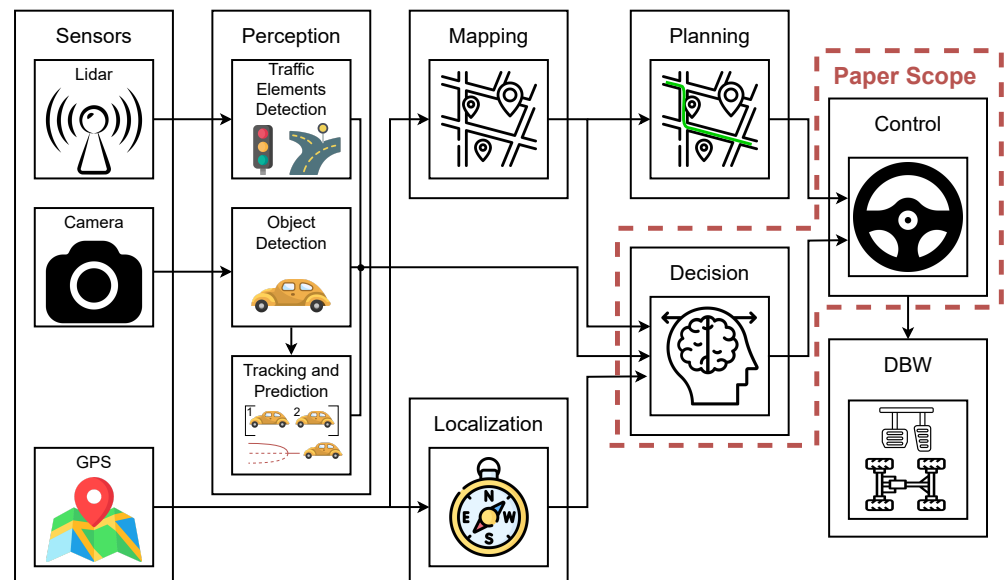 Sensors
Lidar
Camera
GPS
Perception
Traffic
Elements
Detection
Object
Detection
Tracking and
Prediction
1 2
Mapping
Localization
N
E W
S
Planning
Decision
Paper Scope
Control
DBW